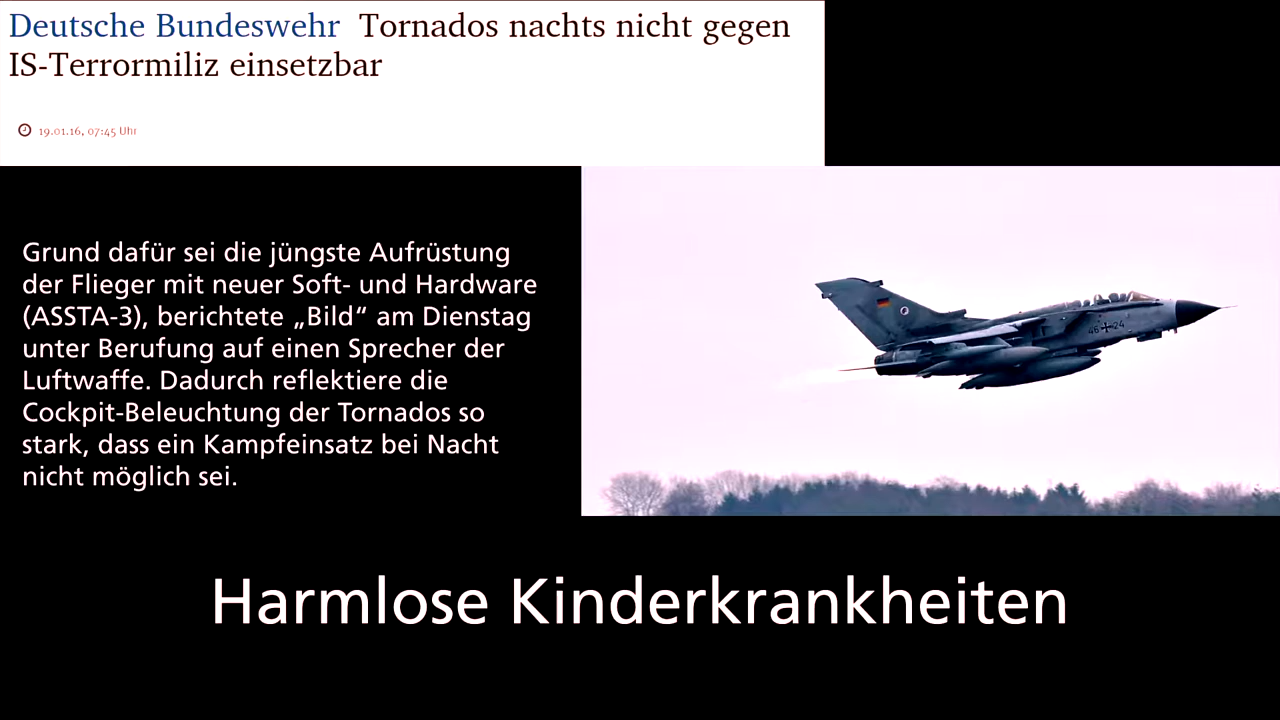 Deutsche Bundeswehr Tornados nachts nicht gegen
IS-Terrormiliz einsetzbar
19.01.16, 07:45 Uhr
Grund dafür sei die jüngste Aufrüstung
der Flieger mit neuer Soft- und Hardware
(ASSTA-3), berichtete „Bild“ am Dienstag
unter Berufung auf einen Sprecher der
Luftwaffe. Dadurch reflektiere die
Cockpit-Beleuchtung der Tornados so
stark, dass ein Kampfeinsatz bei Nacht
nicht möglich sei.
46 24
Harmlose Kinderkrankheiten